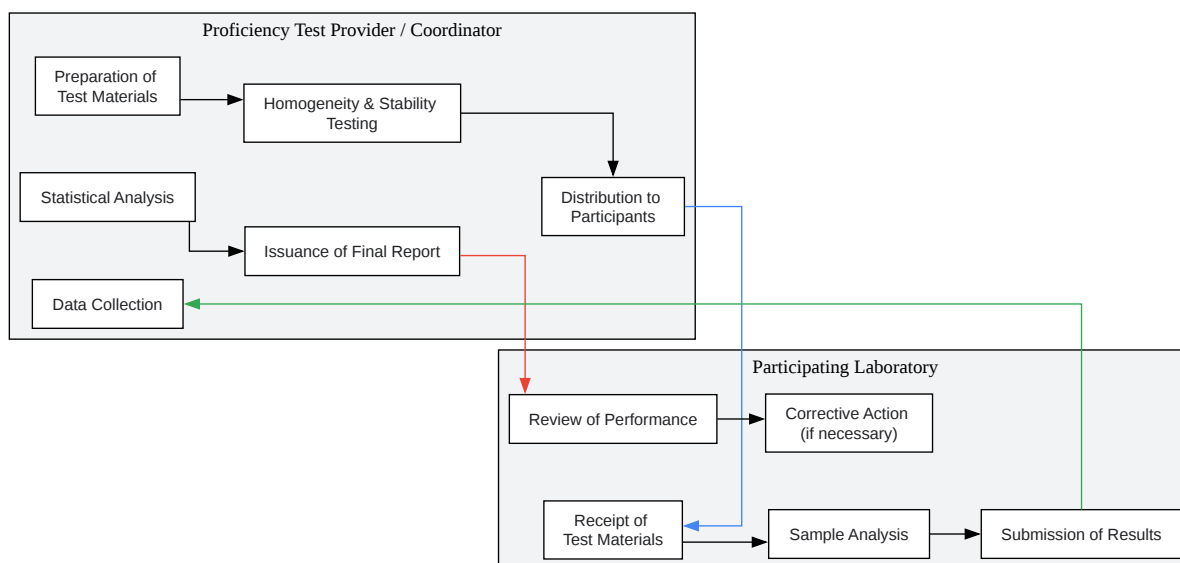 Proficiency Test Provider / Coordinator
Preparation of
Test Materials
Homogeneity & Stability
Testing
Statistical Analysis
Distribution to
Participants
Issuance of Final Report
Data Collection
Participating Laboratory
Review of Performance
Corrective Action
(if necessary)
Receipt of
Test Materials
Sample Analysis
Submission of Results